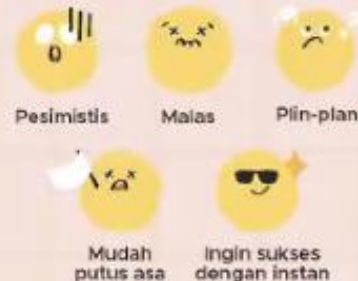 Pesimistis
Malas
Plin-plan
Mudah
putus asa
Ingin sukses
dengan instan